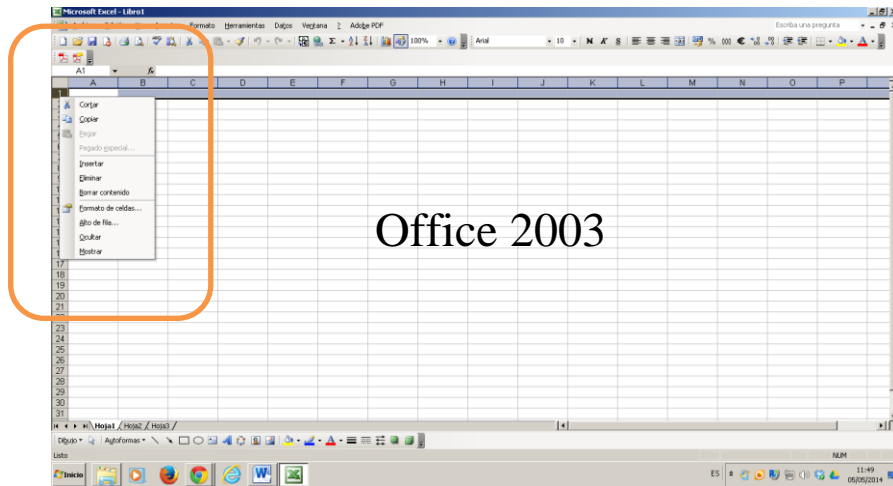 Microsoft Excel - Libro1
Formato Herramientas Datos Ventana ? Adobe PDF Escriba una pregunta
100% Arial 10 N K S % 000 €
A1 fx
A B C D E F G H I J K L M N O P
1
Cortar
Copiar
Pegar
Pegado especial...
Insertar
Eliminar
Borrar contenido
Formato de celdas...
Alto de fila...
Ocultar
Mostrar
Office 2003
17
18
19
20
21
23
24
25
26
27
28
29
30
31
Hoja1 / Hoja2 / Hoja3 /
Dibujo Autoformas
Listo NUM
Inicio ES 11:49
05/05/2014